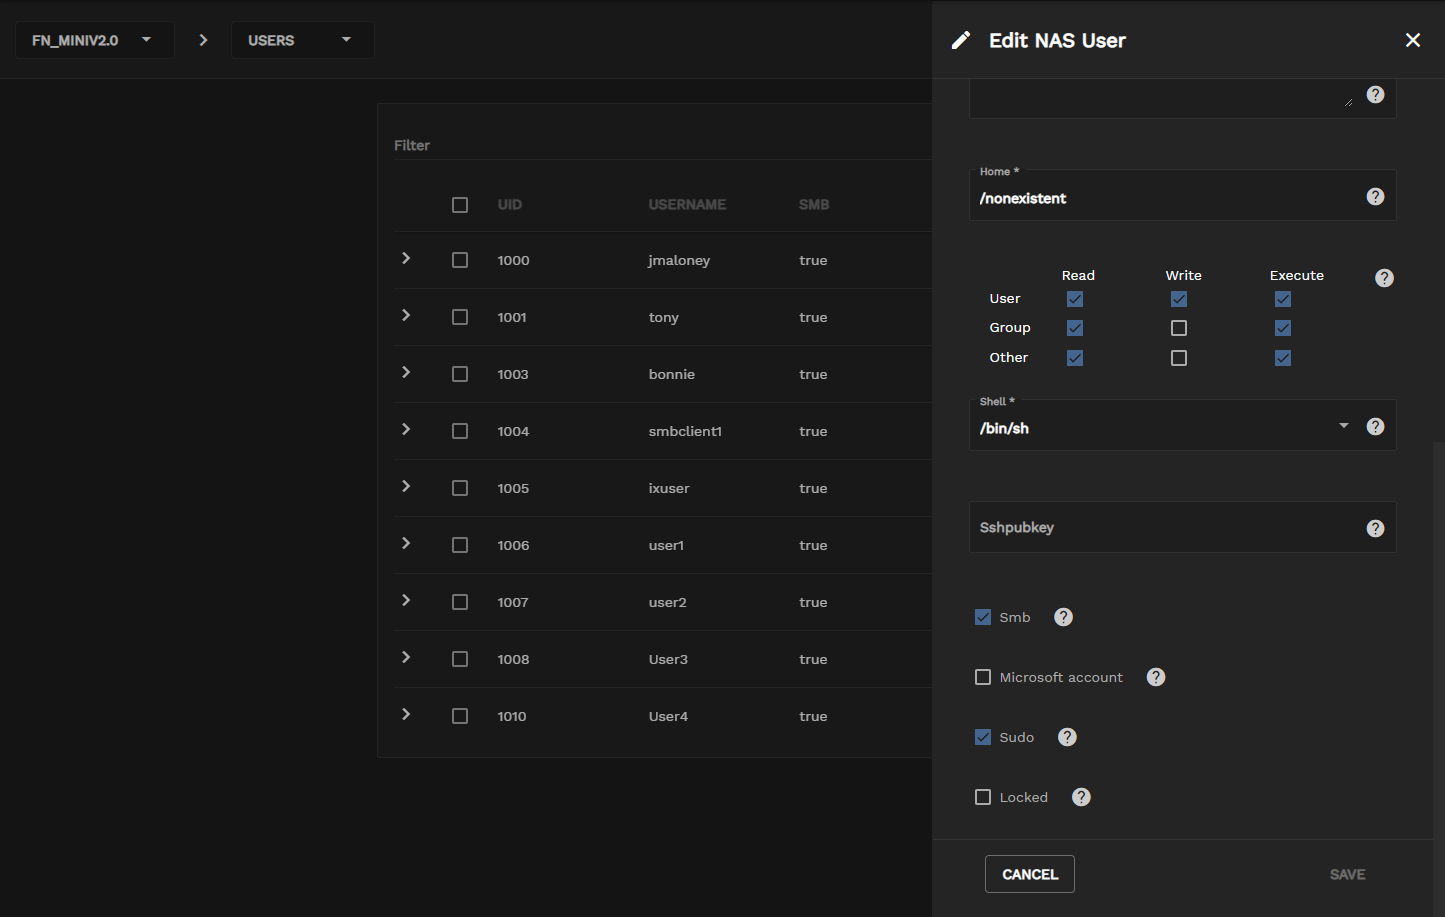 FN_MINIV2.0
USERS
Filter
UID USERNAME SMB
1000 jmaloney true
1001 tony true
1003 bonnie true
1004 smbclient1 true
1005 ixuser true
1006 user1 true
1007 user2 true
1008 User3 true
1010 User4 true
Edit NAS User
Home *
/nonexistent
Read Write Execute
User
Group
Other
Shell *
/bin/sh
Sshpubkey
Smb
Microsoft account
Sudo
Locked
CANCEL SAVE